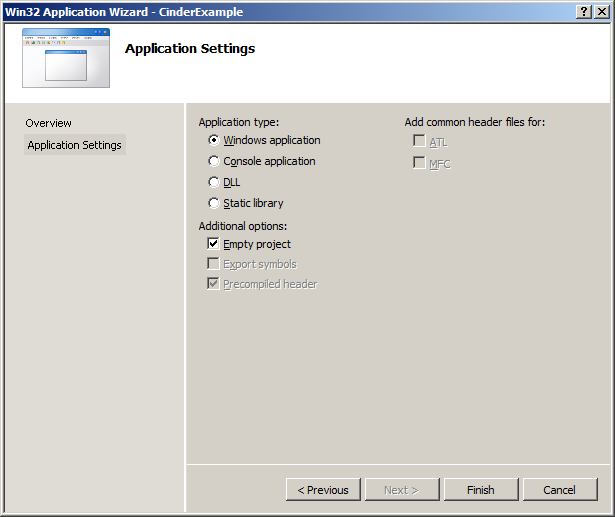 Win32 Application Wizard - CinderExample
Application Settings
Overview
Application Settings
Application type:
Windows application
Console application
DLL
Static library
Additional options:
Empty project
Export symbols
Precompiled header
Add common header files for:
ATL
MFC
< Previous
Next >
Finish
Cancel